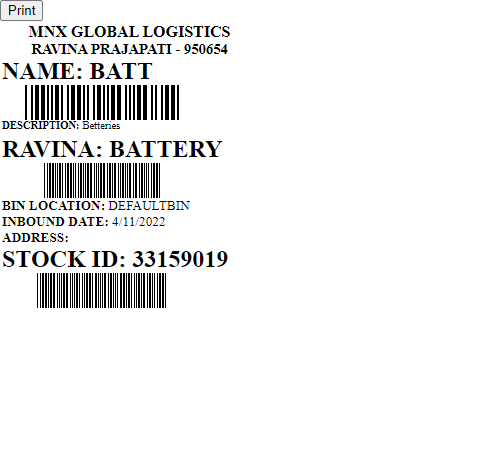 Print
MNX GLOBAL LOGISTICS
RAVINA PRAJAPATI - 950654
NAME: BATT
DESCRIPTION: Betteries
RAVINA: BATTERY
BIN LOCATION: DEFAULTBIN
INBOUND DATE: 4/11/2022
ADDRESS:
STOCK ID: 33159019